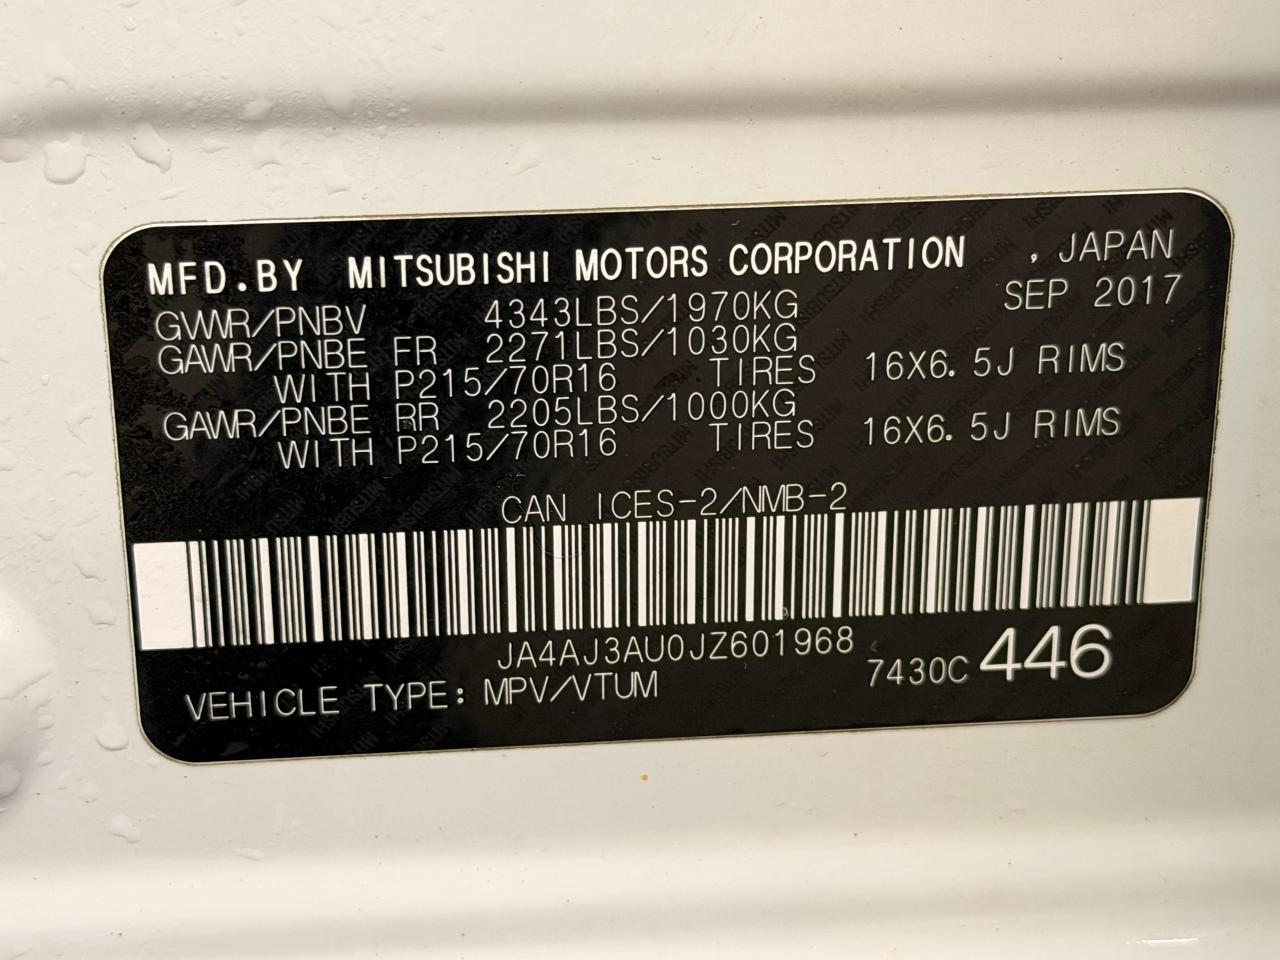 MFD.BY MITSUBISHI MOTORS CORPORATION , JAPAN
GVWR/PNBV 4343LBS/1970KG SEP 2017
GAWR/PNBE FR 2271LBS/1030KG
WITH P215/70R16 TIRES 16X6.5J RIMS
GAWR/PNBE RR 2205LBS/1000KG
WITH P215/70R16 TIRES 16X6.5J RIMS
CAN ICES-2/NMB-2
JA4AJ3AU0JZ601968
VEHICLE TYPE: MPV/VTUM 7430C 446